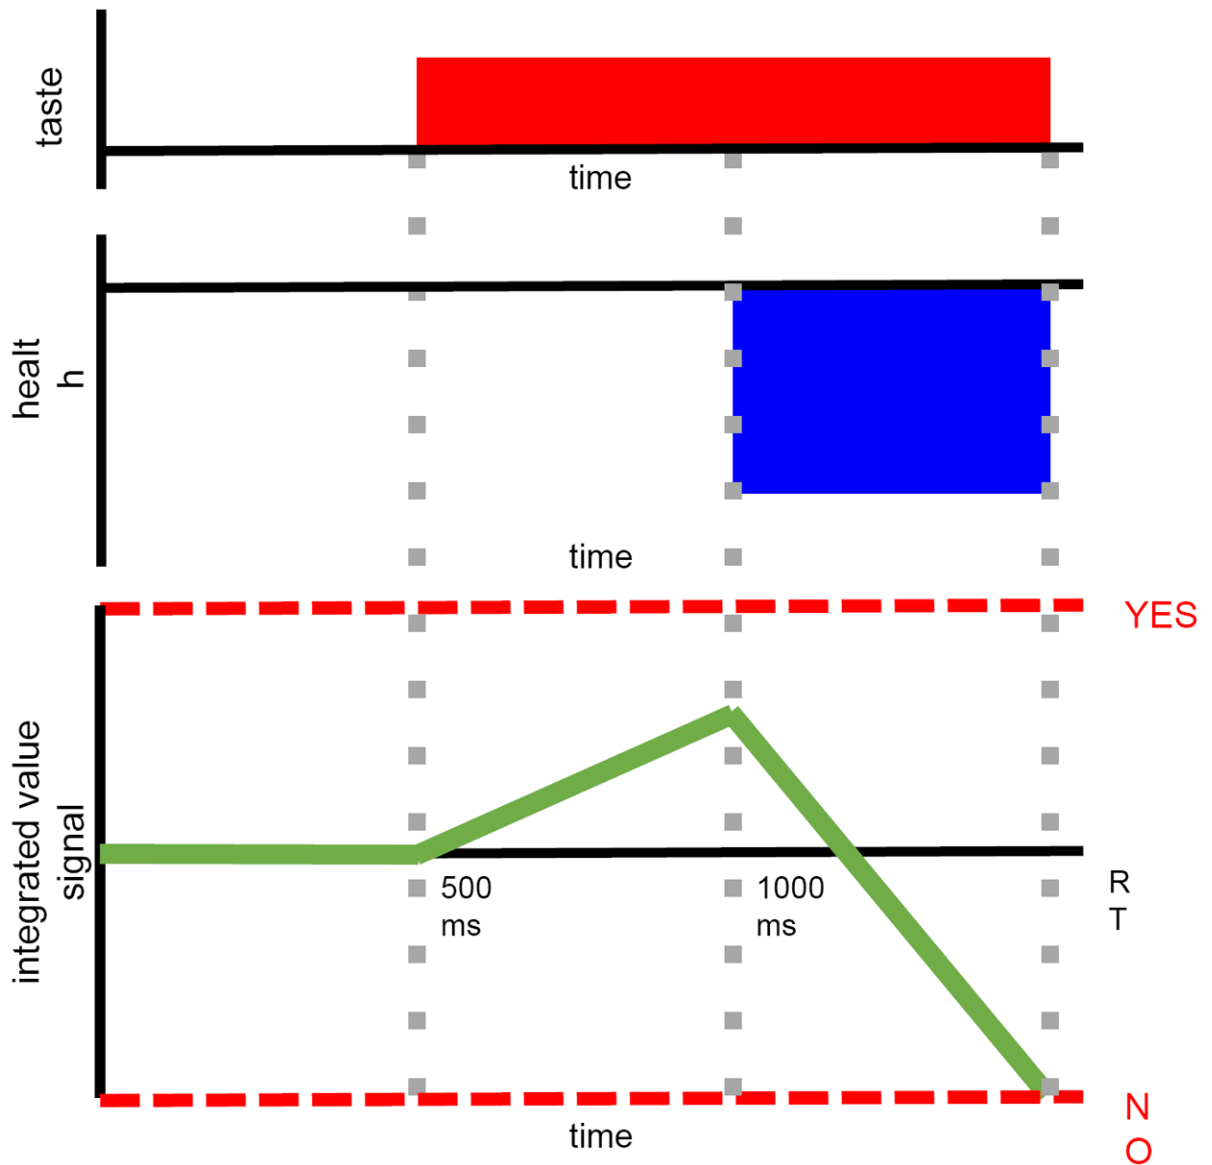 taste
time
healt
h
time
YES
integrated value
signal
500
ms
1000
ms
R
T
N
O
time